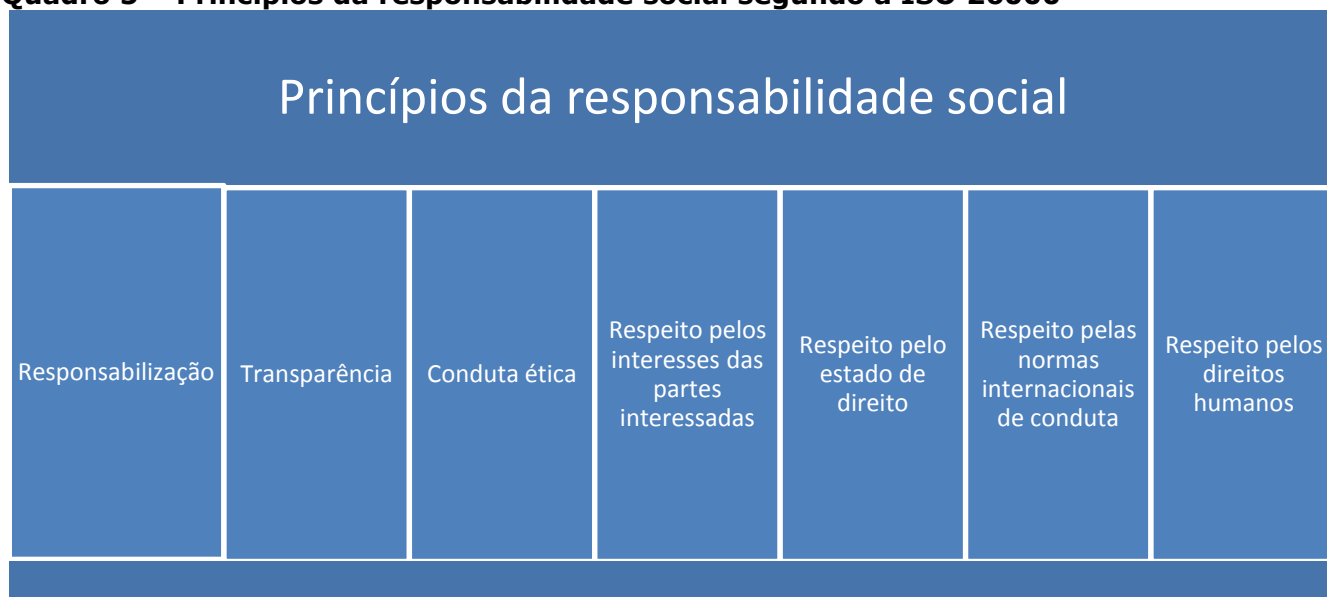 Quadro 3 – Princípios da responsabilidade social segundo a ISO 26000
Princípios da responsabilidade social
Responsabilização
Transparência
Conduta ética
Respeito pelos
interesses das
partes
interessadas
Respeito pelo
estado de
direito
Respeito pelas
normas
internacionais
de conduta
Respeito pelos
direitos
humanos